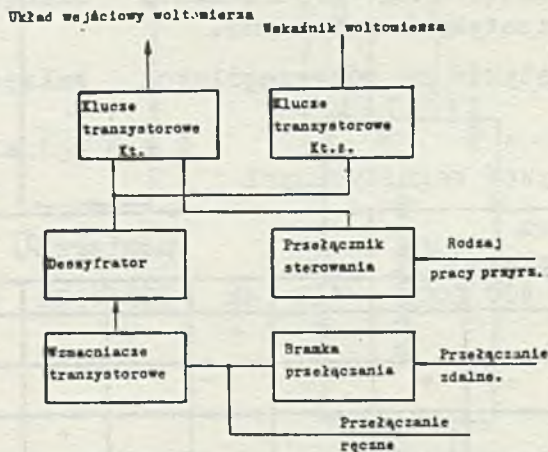 Układ wejściowy woltomierza
Wskaźnik woltomierza
Klucze
tranzystorowe
Kt.
Klucze
tranzystorowe
Kt.z.
Deszyfrator
Przełącznik
sterowania
Rodzaj
pracy przyrz.
Wzmacniacze
tranzystorowe
Bramka
przełączania
Przełączanie
zdalne.
Przełączanie
ręczne